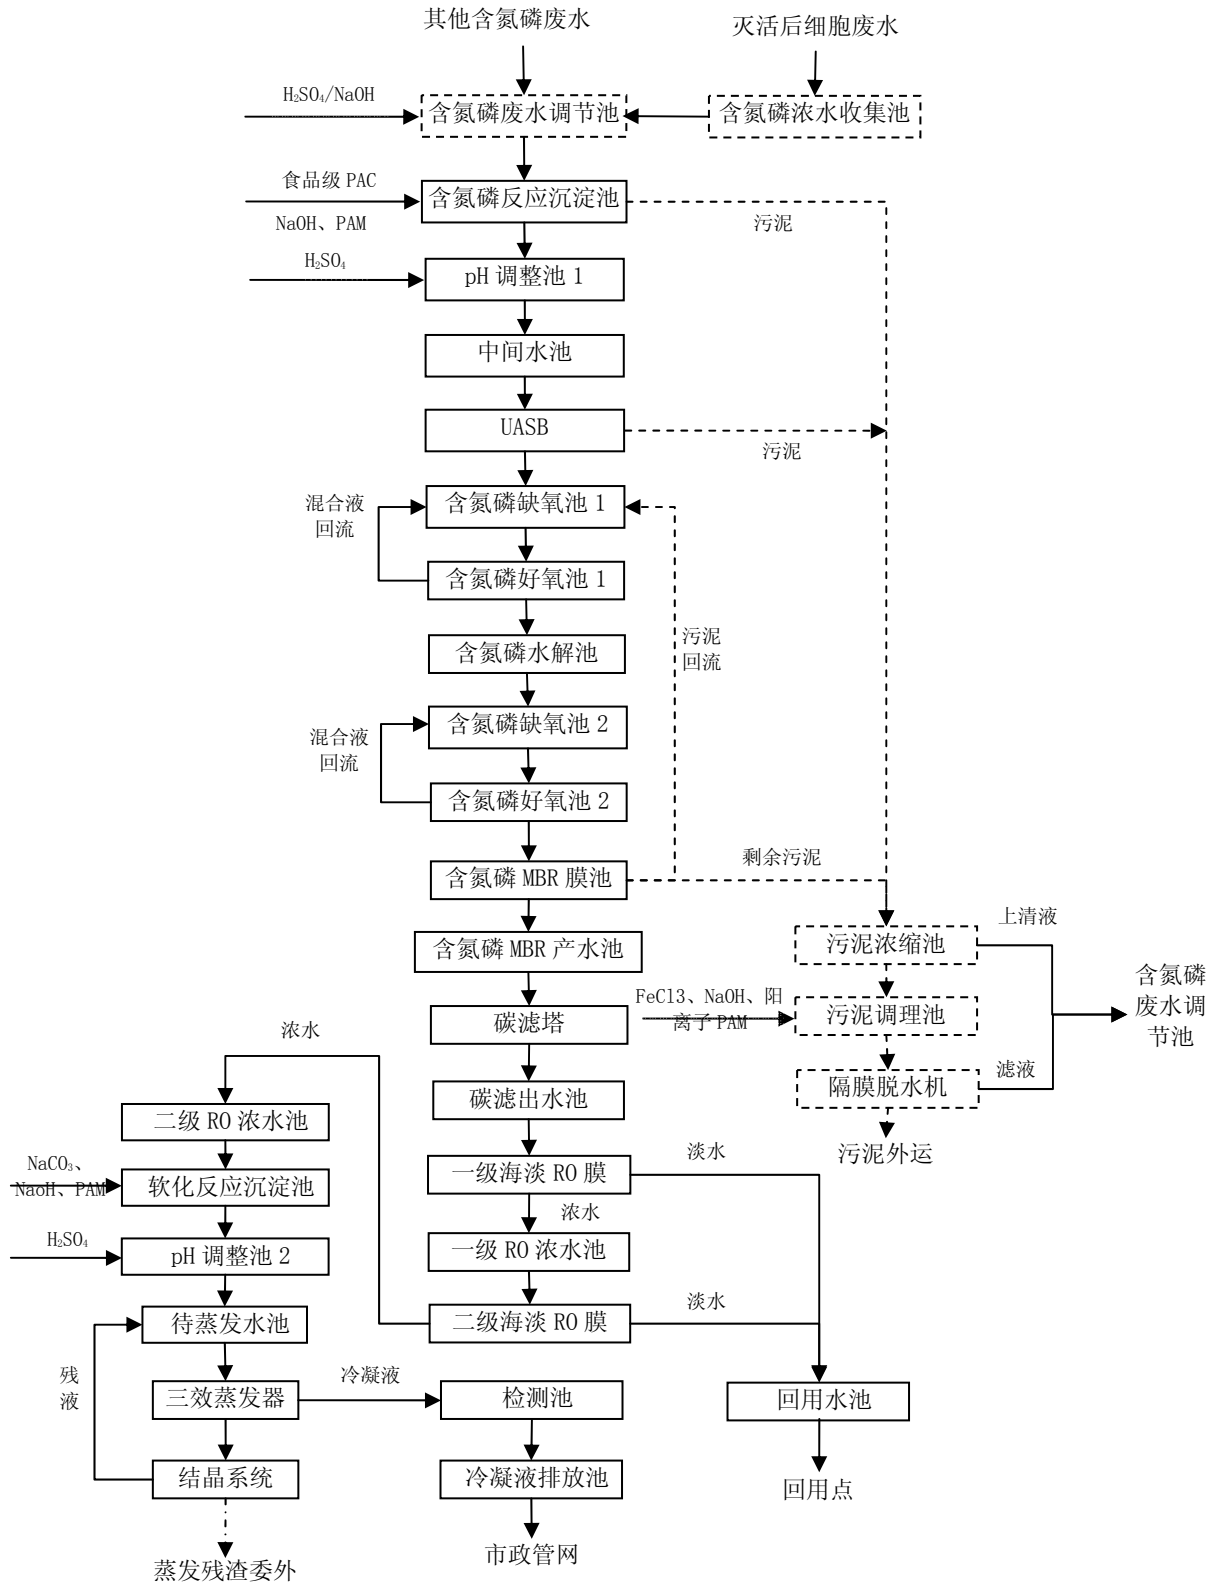 其他含氮磷废水
灭活后细胞废水
H₂SO₄/NaOH
含氮磷废水调节池
含氮磷浓水收集池
食品级 PAC
含氮磷反应沉淀池
NaOH、PAM
污泥
H₂SO₄
pH 调整池 1
中间水池
UASB
污泥
混合液
回流
含氮磷缺氧池 1
含氮磷好氧池 1
污泥
回流
含氮磷水解池
混合液
回流
含氮磷缺氧池 2
含氮磷好氧池 2
剩余污泥
含氮磷 MBR 膜池
上清液
含氮磷 MBR 产水池
污泥浓缩池
含氮磷
废水调
节池
FeCl3、NaOH、阳
离子 PAM
碳滤塔
污泥调理池
浓水
滤液
隔膜脱水机
碳滤出水池
二级 RO 浓水池
污泥外运
淡水
NaCO₃、
NaoH、PAM
软化反应沉淀池
一级海淡 RO 膜
浓水
H₂SO₄
pH 调整池 2
一级 RO 浓水池
淡水
待蒸发水池
二级海淡 RO 膜
残
液
冷凝液
三效蒸发器
检测池
回用水池
结晶系统
冷凝液排放池
回用点
市政管网
蒸发残渣委外